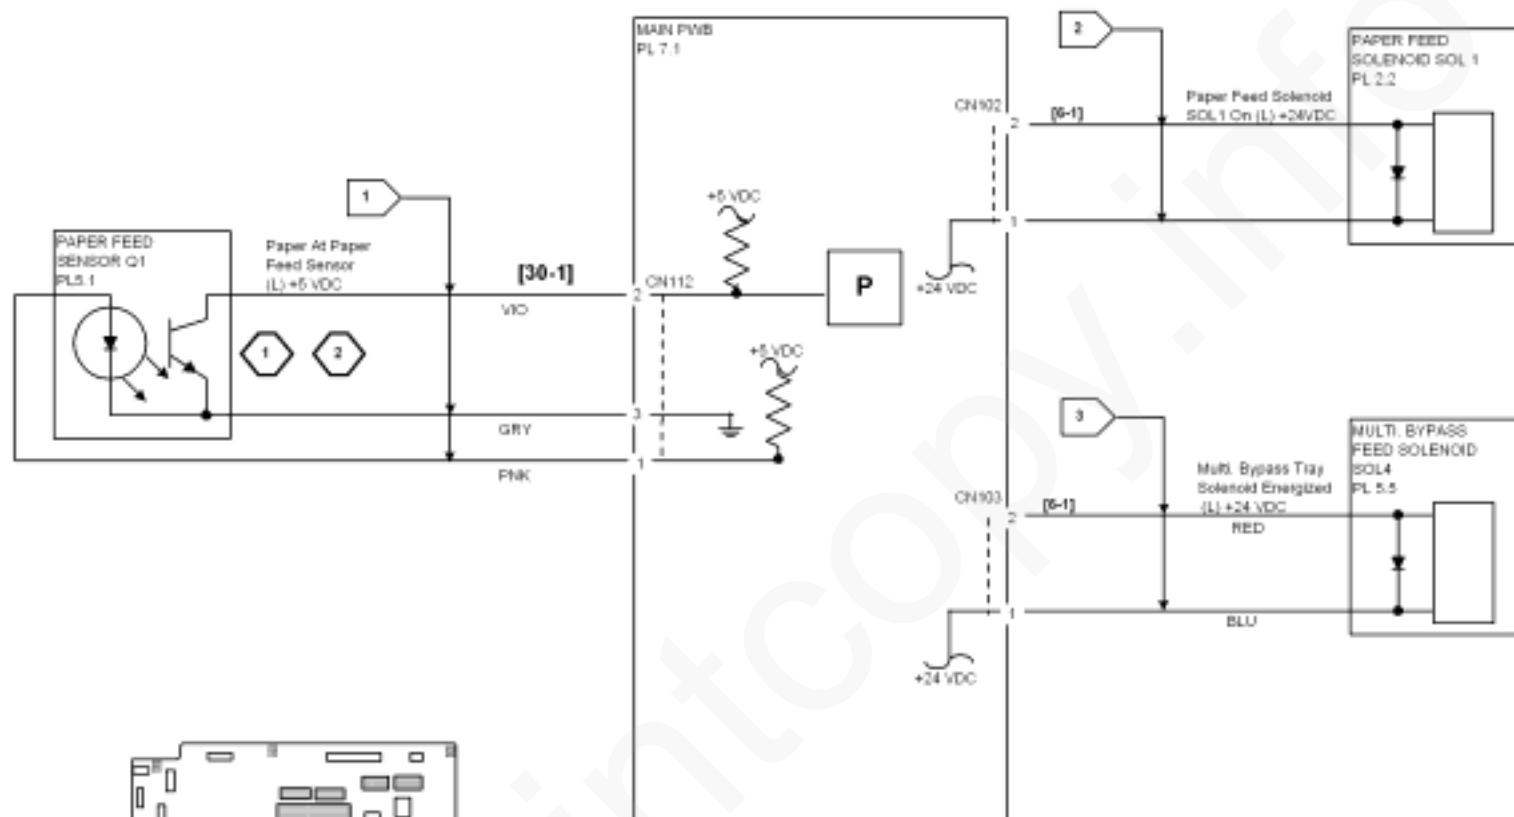 MAIN PWB
PL 7.1
2
PAPER FEED
SOLENOID SOL 1
PL 2.2
Paper Feed Solenoid
SOL1 On (L) +24VDC
CN102
[6-1]
2
1
+24 VDC
1
PAPER FEED
SENSOR Q1
PL5.1
Paper At Paper
Feed Sensor
(L) +5 VDC
[30-1]
VIO
2
CN112
+5 VDC
P
1
2
+5 VDC
3
GRY
1
PNK
3
MULTI. BYPASS
FEED SOLENOID
SOL4
PL 5.5
Multi. Bypass Tray
Solenoid Energized
(L) +24 VDC
RED
CN103
[6-1]
2
1
BLU
+24 VDC
intcopy.info